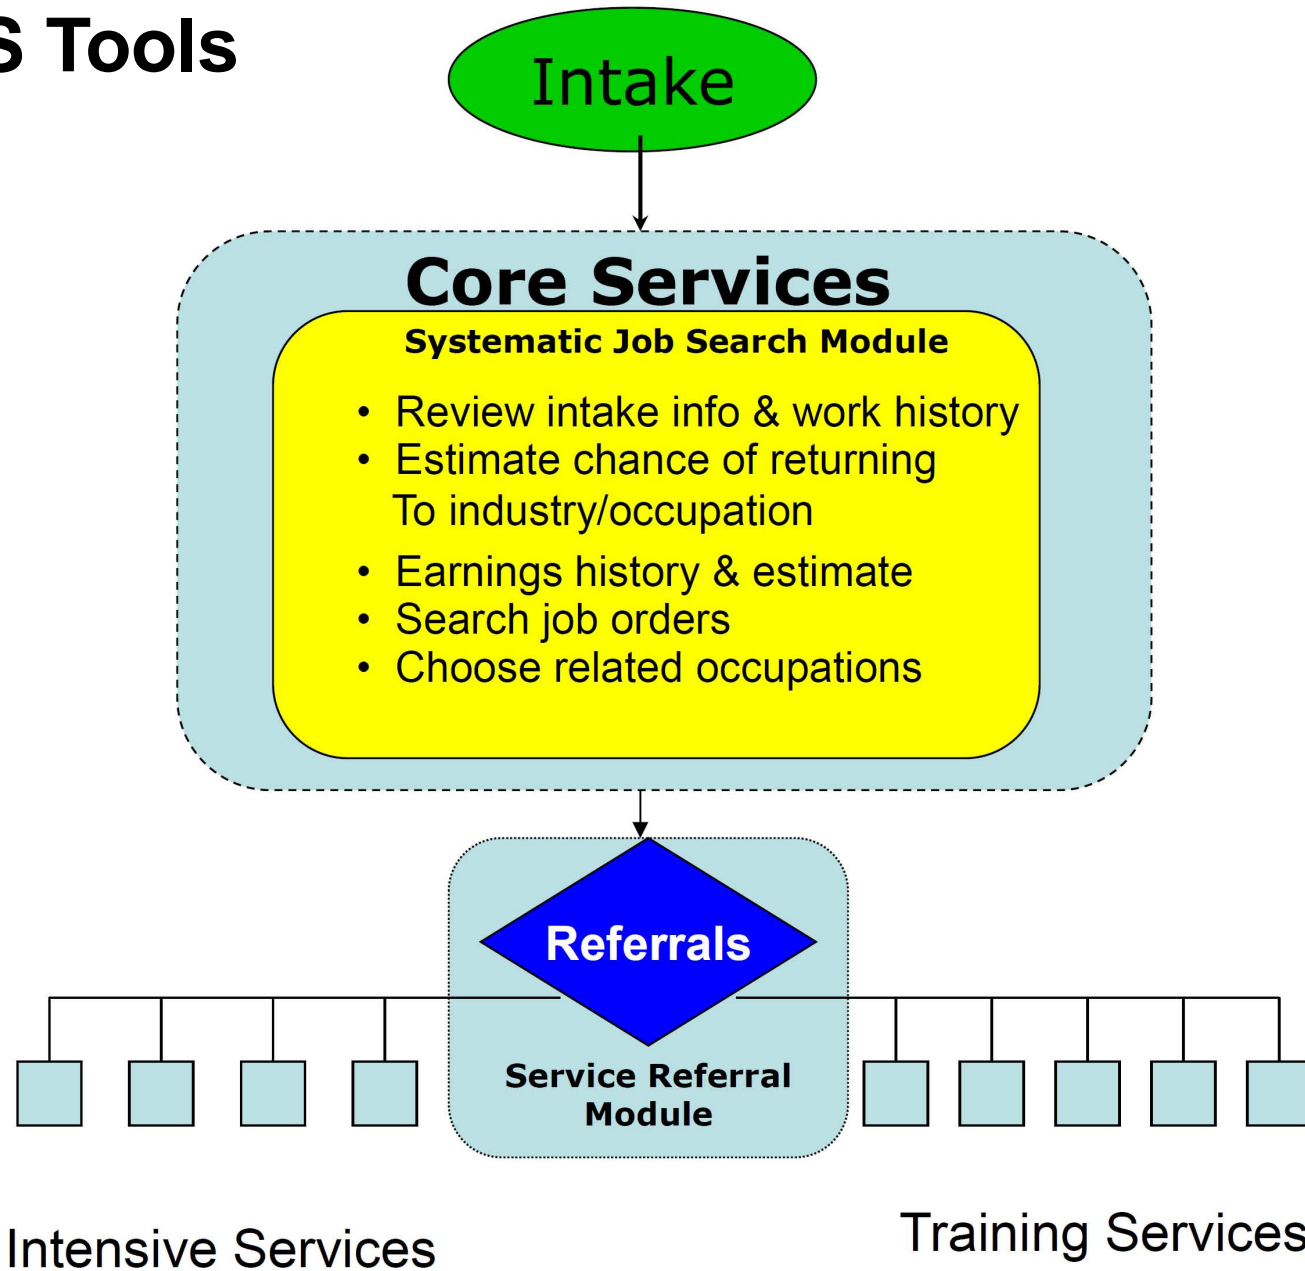 S Tools
Intake
Core Services
Systematic Job Search Module
• Review intake info & work history
• Estimate chance of returning
To industry/occupation
• Earnings history & estimate
• Search job orders
• Choose related occupations
Referrals
Service Referral
Module
Intensive Services
Training Services